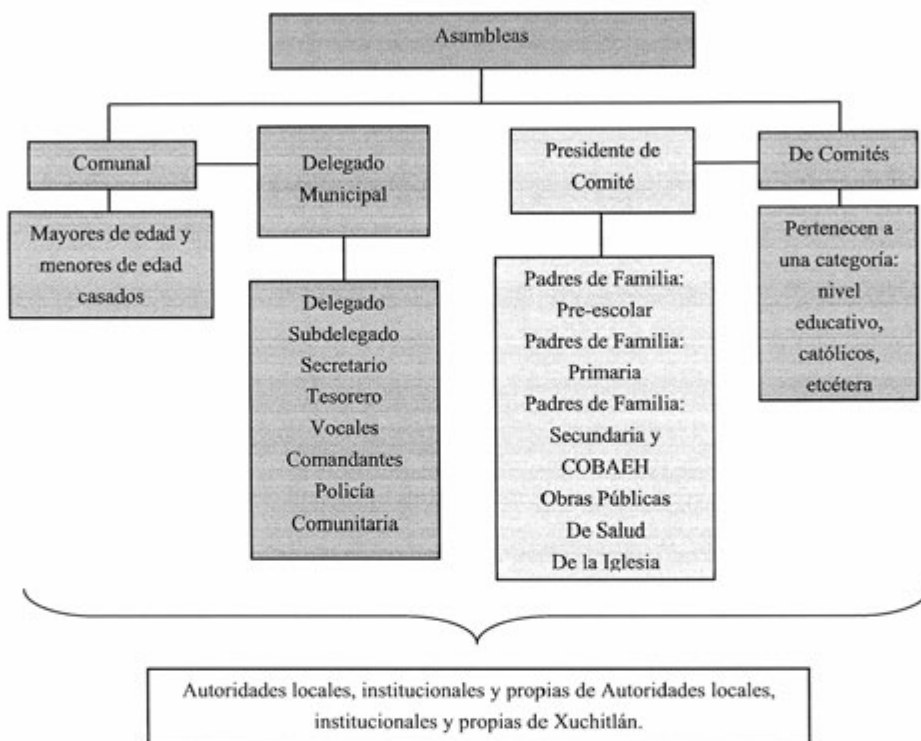 Asambleas
Comunal
Delegado
Municipal
Presidente de
Comité
De Comités
Mayores de edad y
menores de edad
casados
Delegado
Subdelegado
Secretario
Tesorero
Vocales
Comandantes
Policía
Comunitaria
Padres de Familia:
Pre-escolar
Padres de Familia:
Primaria
Padres de Familia:
Secundaria y
COBAEH
Obras Públicas
De Salud
De la Iglesia
Pertenecen a
una categoría:
nivel
educativo,
católicos,
etcétera
Autoridades locales, institucionales y propias de Autoridades locales,
institucionales y propias de Xuchitlán.